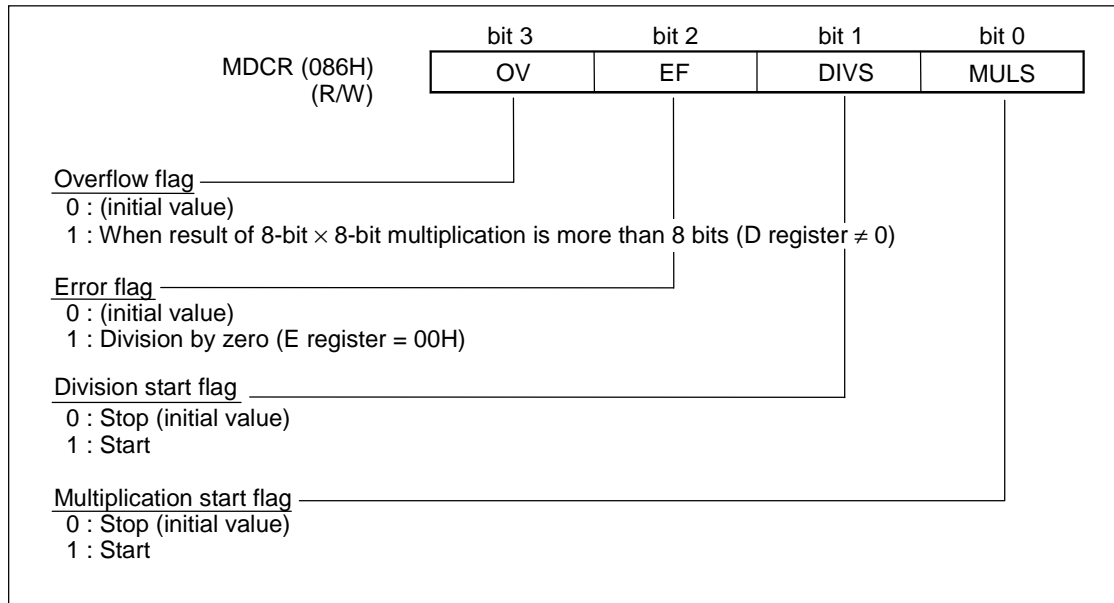 bit 3 bit 2 bit 1 bit 0
MDCR (086H) OV EF DIVS MULS
(R/W)
Overflow flag
0 : (initial value)
1 : When result of 8-bit × 8-bit multiplication is more than 8 bits (D register ≠ 0)
Error flag
0 : (initial value)
1 : Division by zero (E register = 00H)
Division start flag
0 : Stop (initial value)
1 : Start
Multiplication start flag
0 : Stop (initial value)
1 : Start